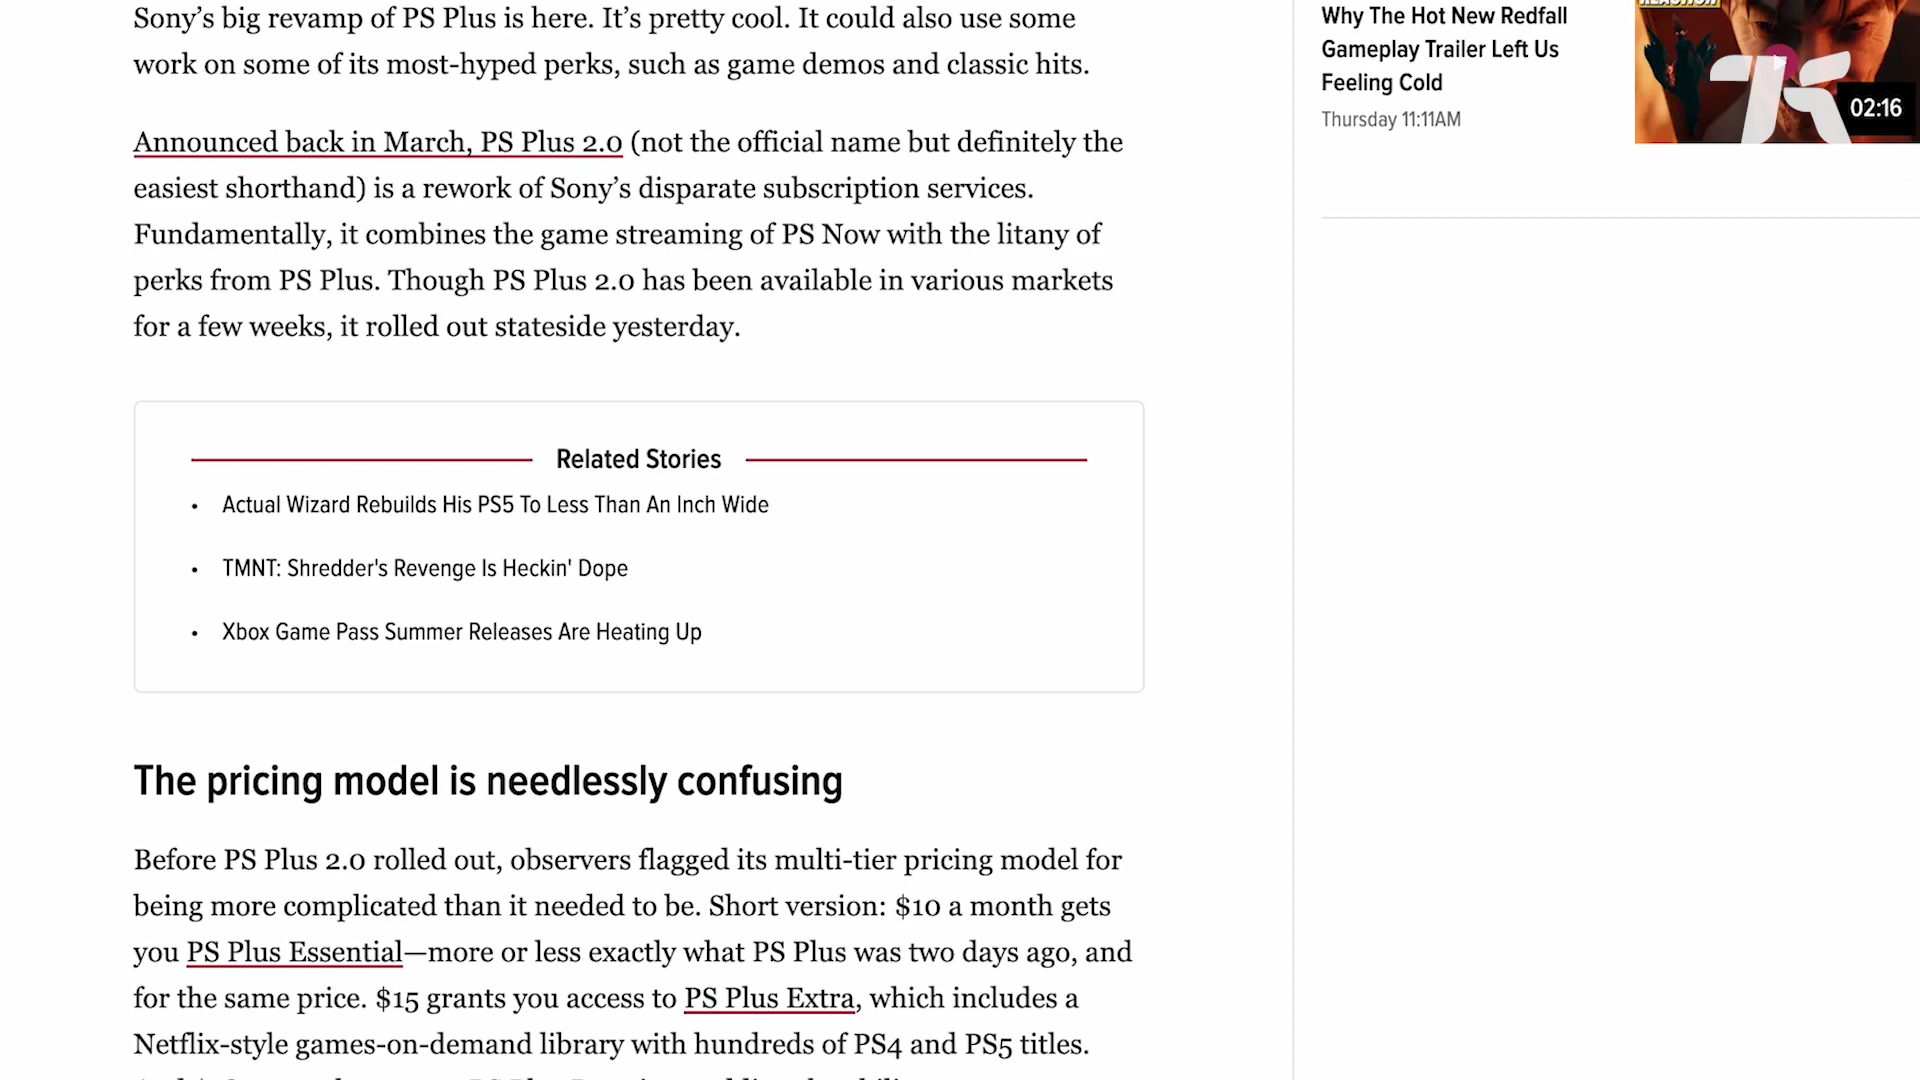 Sony’s big revamp of PS Plus is here. It’s pretty cool. It could also use some
work on some of its most-hyped perks, such as game demos and classic hits.
Announced back in March, PS Plus 2.0 (not the official name but definitely the
easiest shorthand) is a rework of Sony’s disparate subscription services.
Fundamentally, it combines the game streaming of PS Now with the litany of
perks from PS Plus. Though PS Plus 2.0 has been available in various markets
for a few weeks, it rolled out stateside yesterday.
Related Stories
• Actual Wizard Rebuilds His PS5 To Less Than An Inch Wide
• TMNT: Shredder's Revenge Is Heckin' Dope
• Xbox Game Pass Summer Releases Are Heating Up
The pricing model is needlessly confusing
Before PS Plus 2.0 rolled out, observers flagged its multi-tier pricing model for
being more complicated than it needed to be. Short version: $10 a month gets
you PS Plus Essential—more or less exactly what PS Plus was two days ago, and
for the same price. $15 grants you access to PS Plus Extra, which includes a
Netflix-style games-on-demand library with hundreds of PS4 and PS5 titles.
Why The Hot New Redfall
Gameplay Trailer Left Us
Feeling Cold
Thursday 11:11AM
02:16